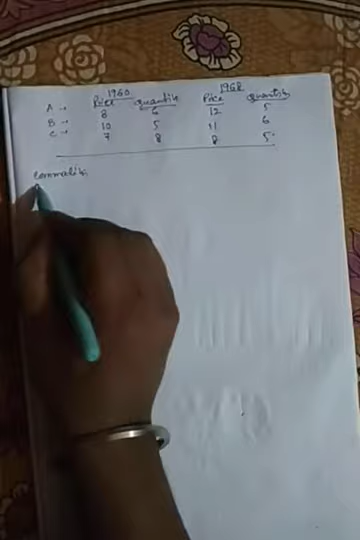 1960 1968
Price quantity Price quantity
A → 8 6 12 5
B → 10 5 11 6
C → 7 8 8 5
commodity